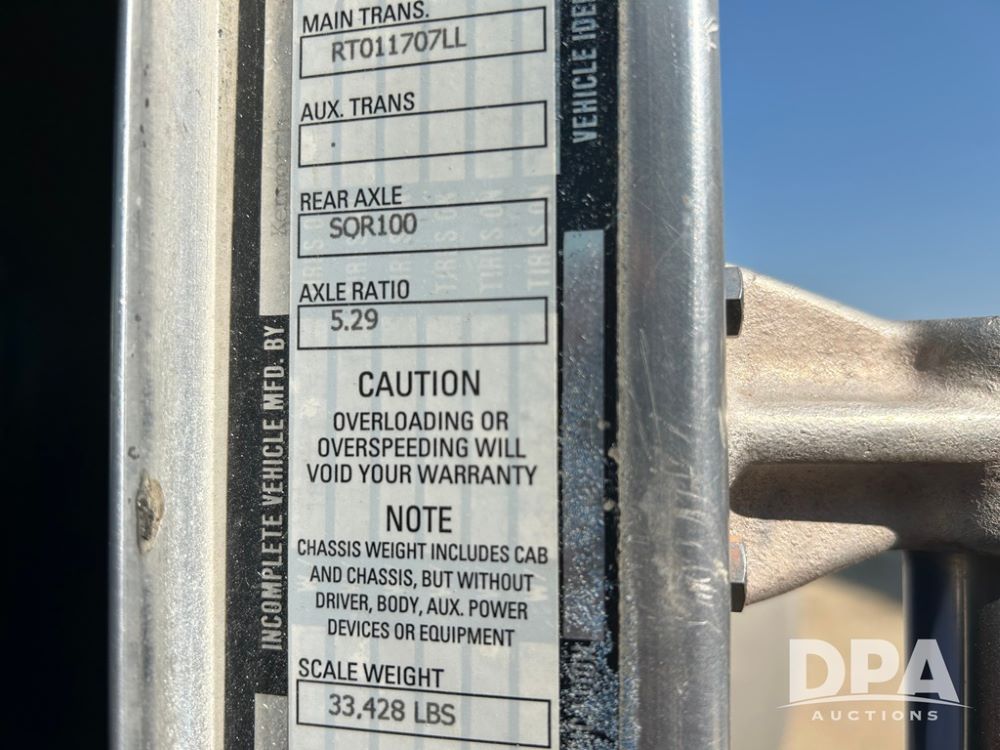 MAIN TRANS.
RTO11707LL
AUX. TRANS
REAR AXLE
SQR100
AXLE RATIO
5.29
CAUTION
OVERLOADING OR
OVERSPEEDING WILL
VOID YOUR WARRANTY
NOTE
CHASSIS WEIGHT INCLUDES CAB
AND CHASSIS, BUT WITHOUT
DRIVER, BODY, AUX. POWER
DEVICES OR EQUIPMENT
SCALE WEIGHT
33,428 LBS
INCOMPLETE VEHICLE MFD. BY
VEHICLE IDE
DPA
AUCTIONS